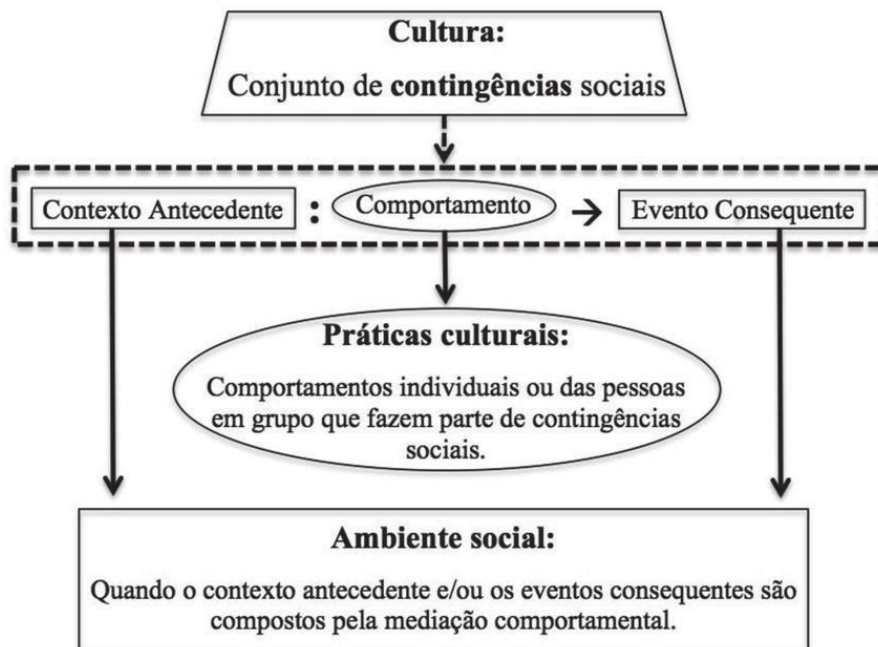 Cultura:
Conjunto de contingências sociais
Contexto Antecedente : Comportamento → Evento Consequente
Práticas culturais:
Comportamentos individuais ou das pessoas
em grupo que fazem parte de contingências
sociais.
Ambiente social:
Quando o contexto antecedente e/ou os eventos consequentes são
compostos pela mediação comportamental.